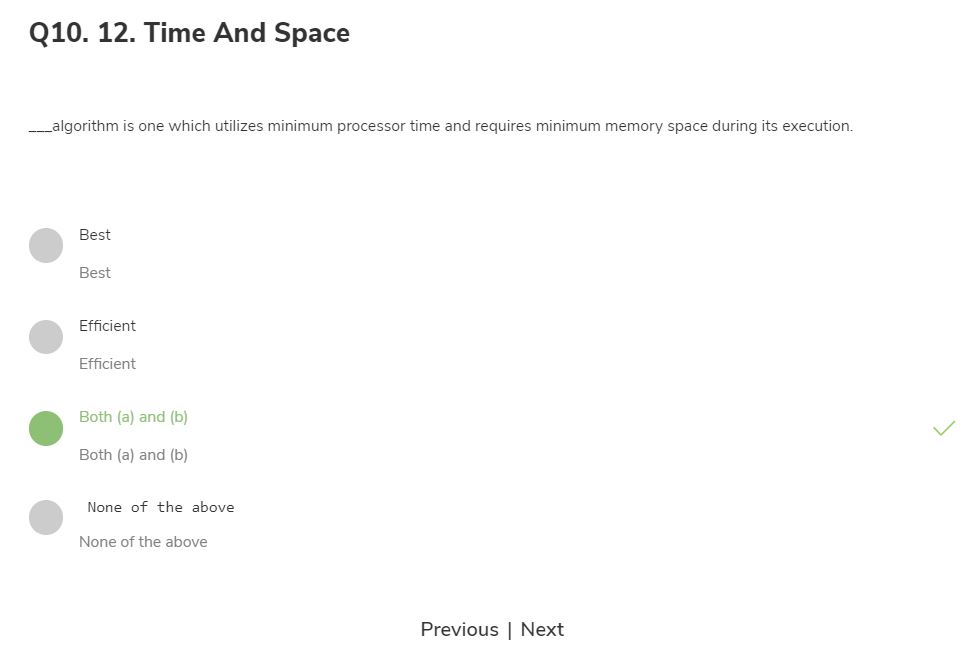 Q10. 12. Time And Space
___algorithm is one which utilizes minimum processor time and requires minimum memory space during its execution.
Best
Best
Efficient
Efficient
Both (a) and (b)
Both (a) and (b)
None of the above
None of the above
Previous | Next